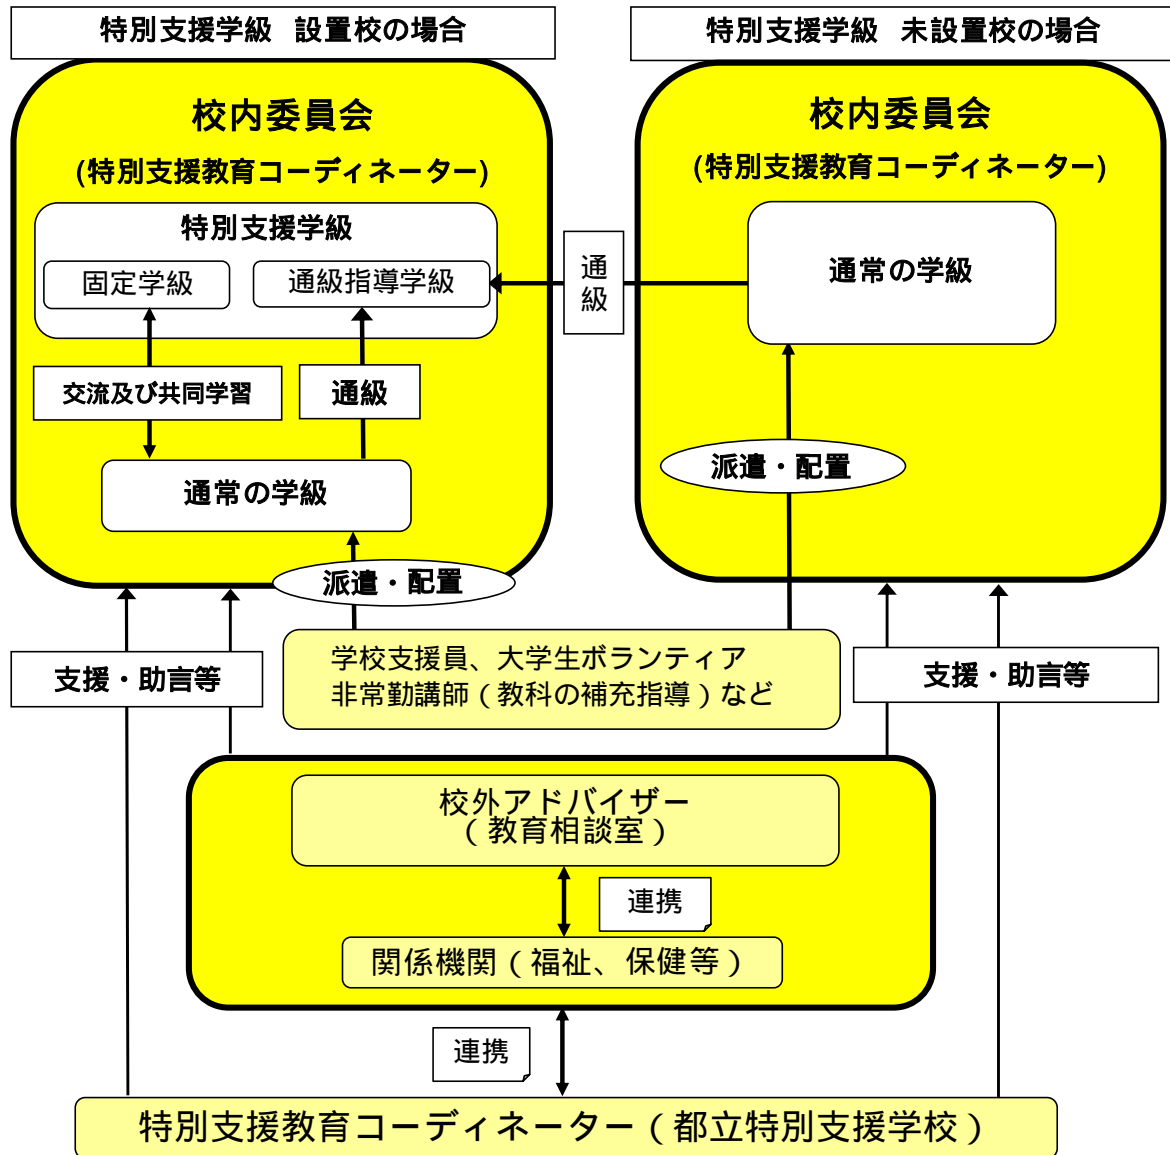 特別支援学級 設置校の場合
校内委員会
(特別支援教育コーディネーター)
特別支援学級
固定学級
通級指導学級
交流及び共同学習
通級
通常の学級
派遣・配置
特別支援学級 未設置校の場合
校内委員会
(特別支援教育コーディネーター)
通常の学級
通
級
派遣・配置
支援・助言等
学校支援員、大学生ボランティア
非常勤講師（教科の補充指導）など
支援・助言等
校外アドバイザー
（教育相談室）
連携
関係機関（福祉、保健等）
連携
特別支援教育コーディネーター（都立特別支援学校）